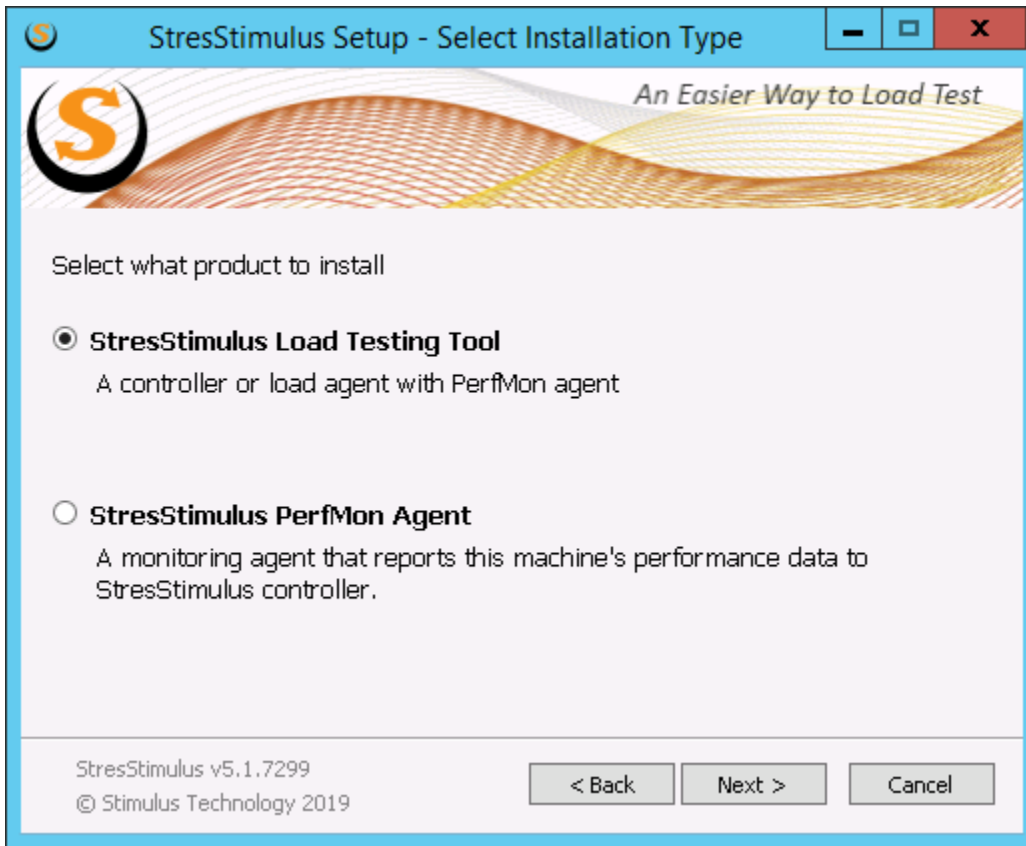 StresStimulus Setup - Select Installation Type
An Easier Way to Load Test
S
Select what product to install
StresStimulus Load Testing Tool
A controller or load agent with PerfMon agent
StresStimulus PerfMon Agent
A monitoring agent that reports this machine's performance data to
StresStimulus controller.
StresStimulus v5.1.7299
© Stimulus Technology 2019
< Back
Next >
Cancel